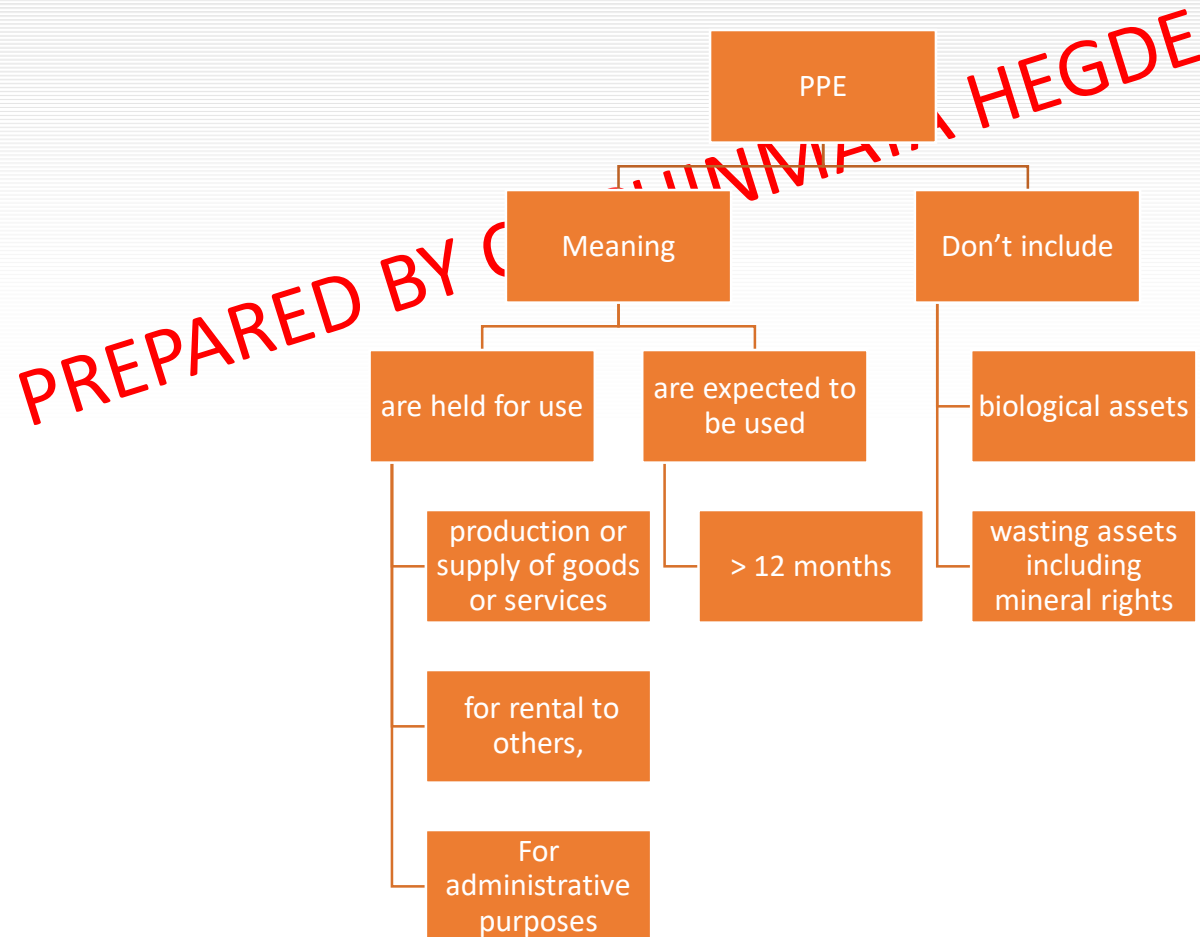 PPE
PREPARED BY HEGDE
Meaning
Don’t include
are held for use
production or
supply of goods
or services
for rental to
others,
For
administrative
purposes
are expected to
be used
> 12 months
biological assets
wasting assets
including
mineral rights